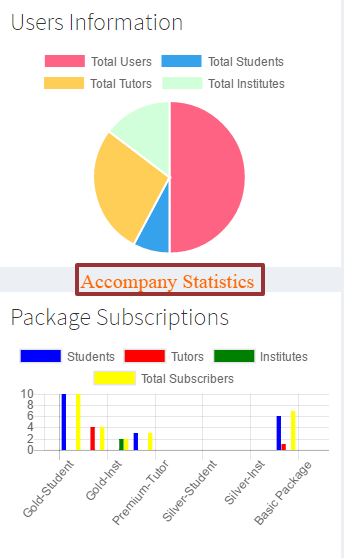 Users Information
Total Users Total Students
Total Tutors Total Institutes
Accompany Statistics
Package Subscriptions
Students Tutors Institutes
Total Subscribers
10
8
6
4
2
0
Gold-Student
Gold-Inst
Premium-Tutor
Silver-Student
Silver-Inst
Basic Package